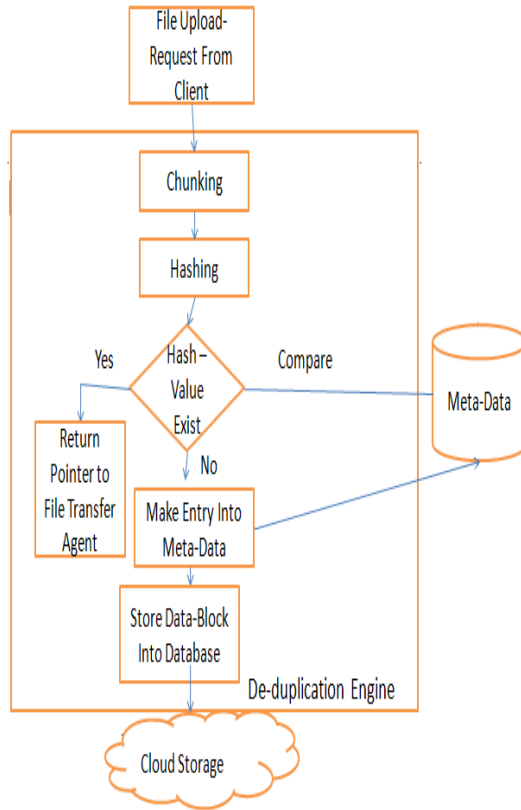 File Upload-
Request From
Client
Chunking
Hashing
Hash –
Value
Exist
Yes
Compare
Meta-Data
Return
Pointer to
File Transfer
Agent
No
Make Entry Into
Meta-Data
Store Data-Block
Into Database
De-duplication Engine
Cloud Storage